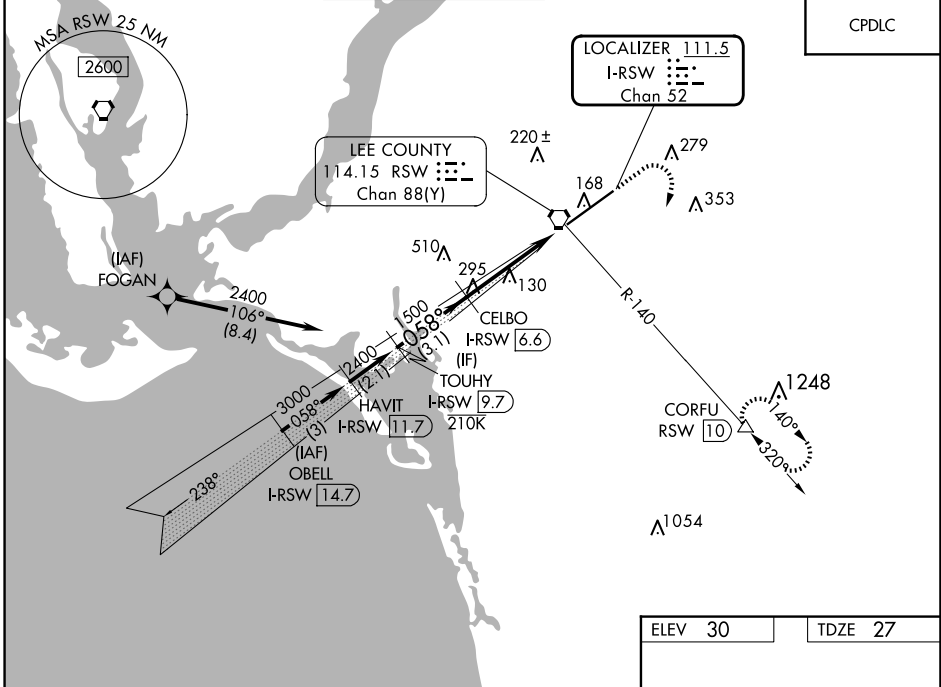 MSA RSW 25 NM
2600
CPDLC
LOCALIZER 111.5
I-RSW
Chan 52
LEE COUNTY
114.15 RSW
Chan 88(Y)
220 ±
279
168
353
510
295
130
(IAF)
FOGAN
2400
106°
(8.4)
R-140
1500
058°
(3.1)
CELBO
I-RSW 6.6
(IF)
TOUHY
I-RSW 9.7
210K
2400
(2.1)
HAVIT
I-RSW 11.7
3000
058°
(3)
(IAF)
OBELL
I-RSW 14.7
238°
1248
CORFU
RSW 10
140°
320°
1054
ELEV 30
TDZE 27